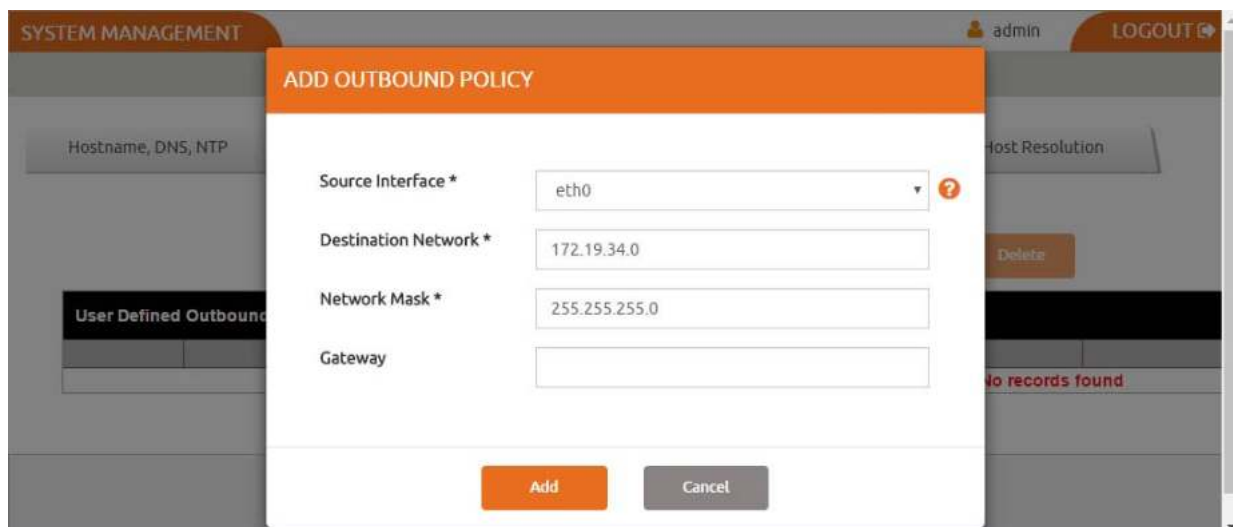 SYSTEM MANAGEMENT
admin
LOGOUT
ADD OUTBOUND POLICY
Hostname, DNS, NTP
Host Resolution
Source Interface *
eth0
Destination Network *
172.19.34.0
Delete
Network Mask *
255.255.255.0
User Defined Outbound
Gateway
No records found
Add
Cancel